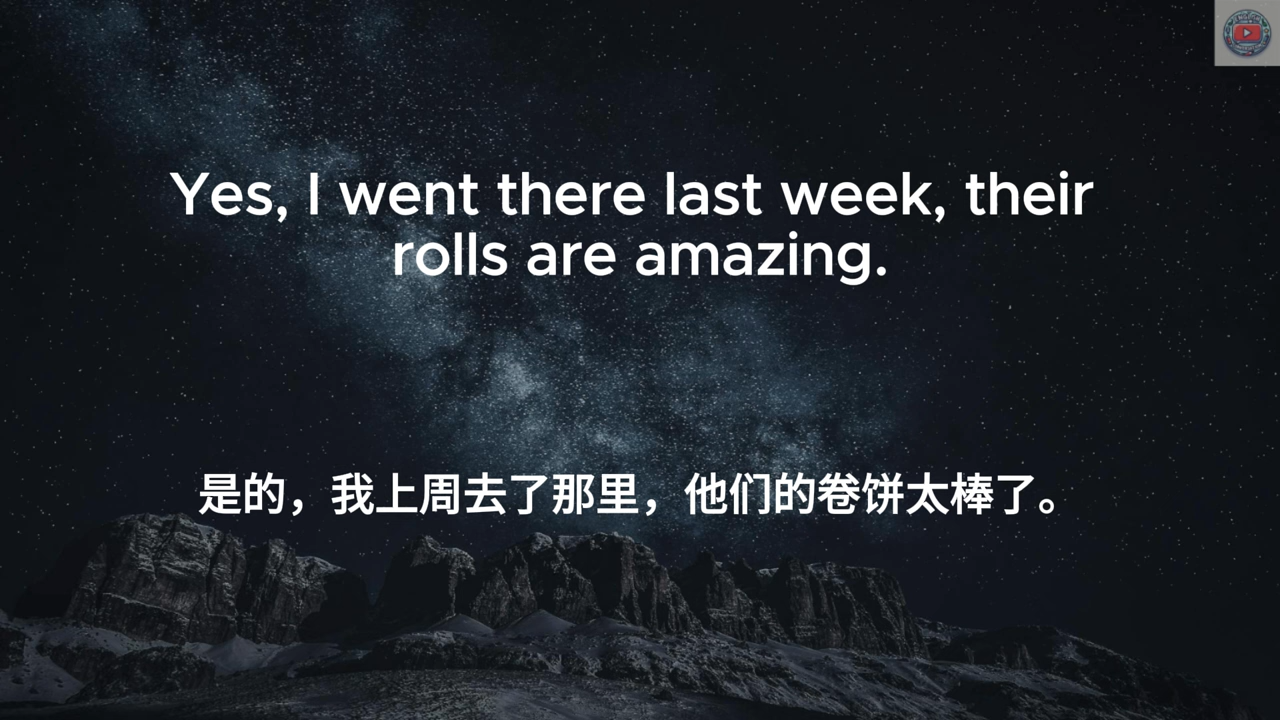 Yes, I went there last week, their
rolls are amazing.
是的，我上周去了那里，他们的卷饼太棒了。